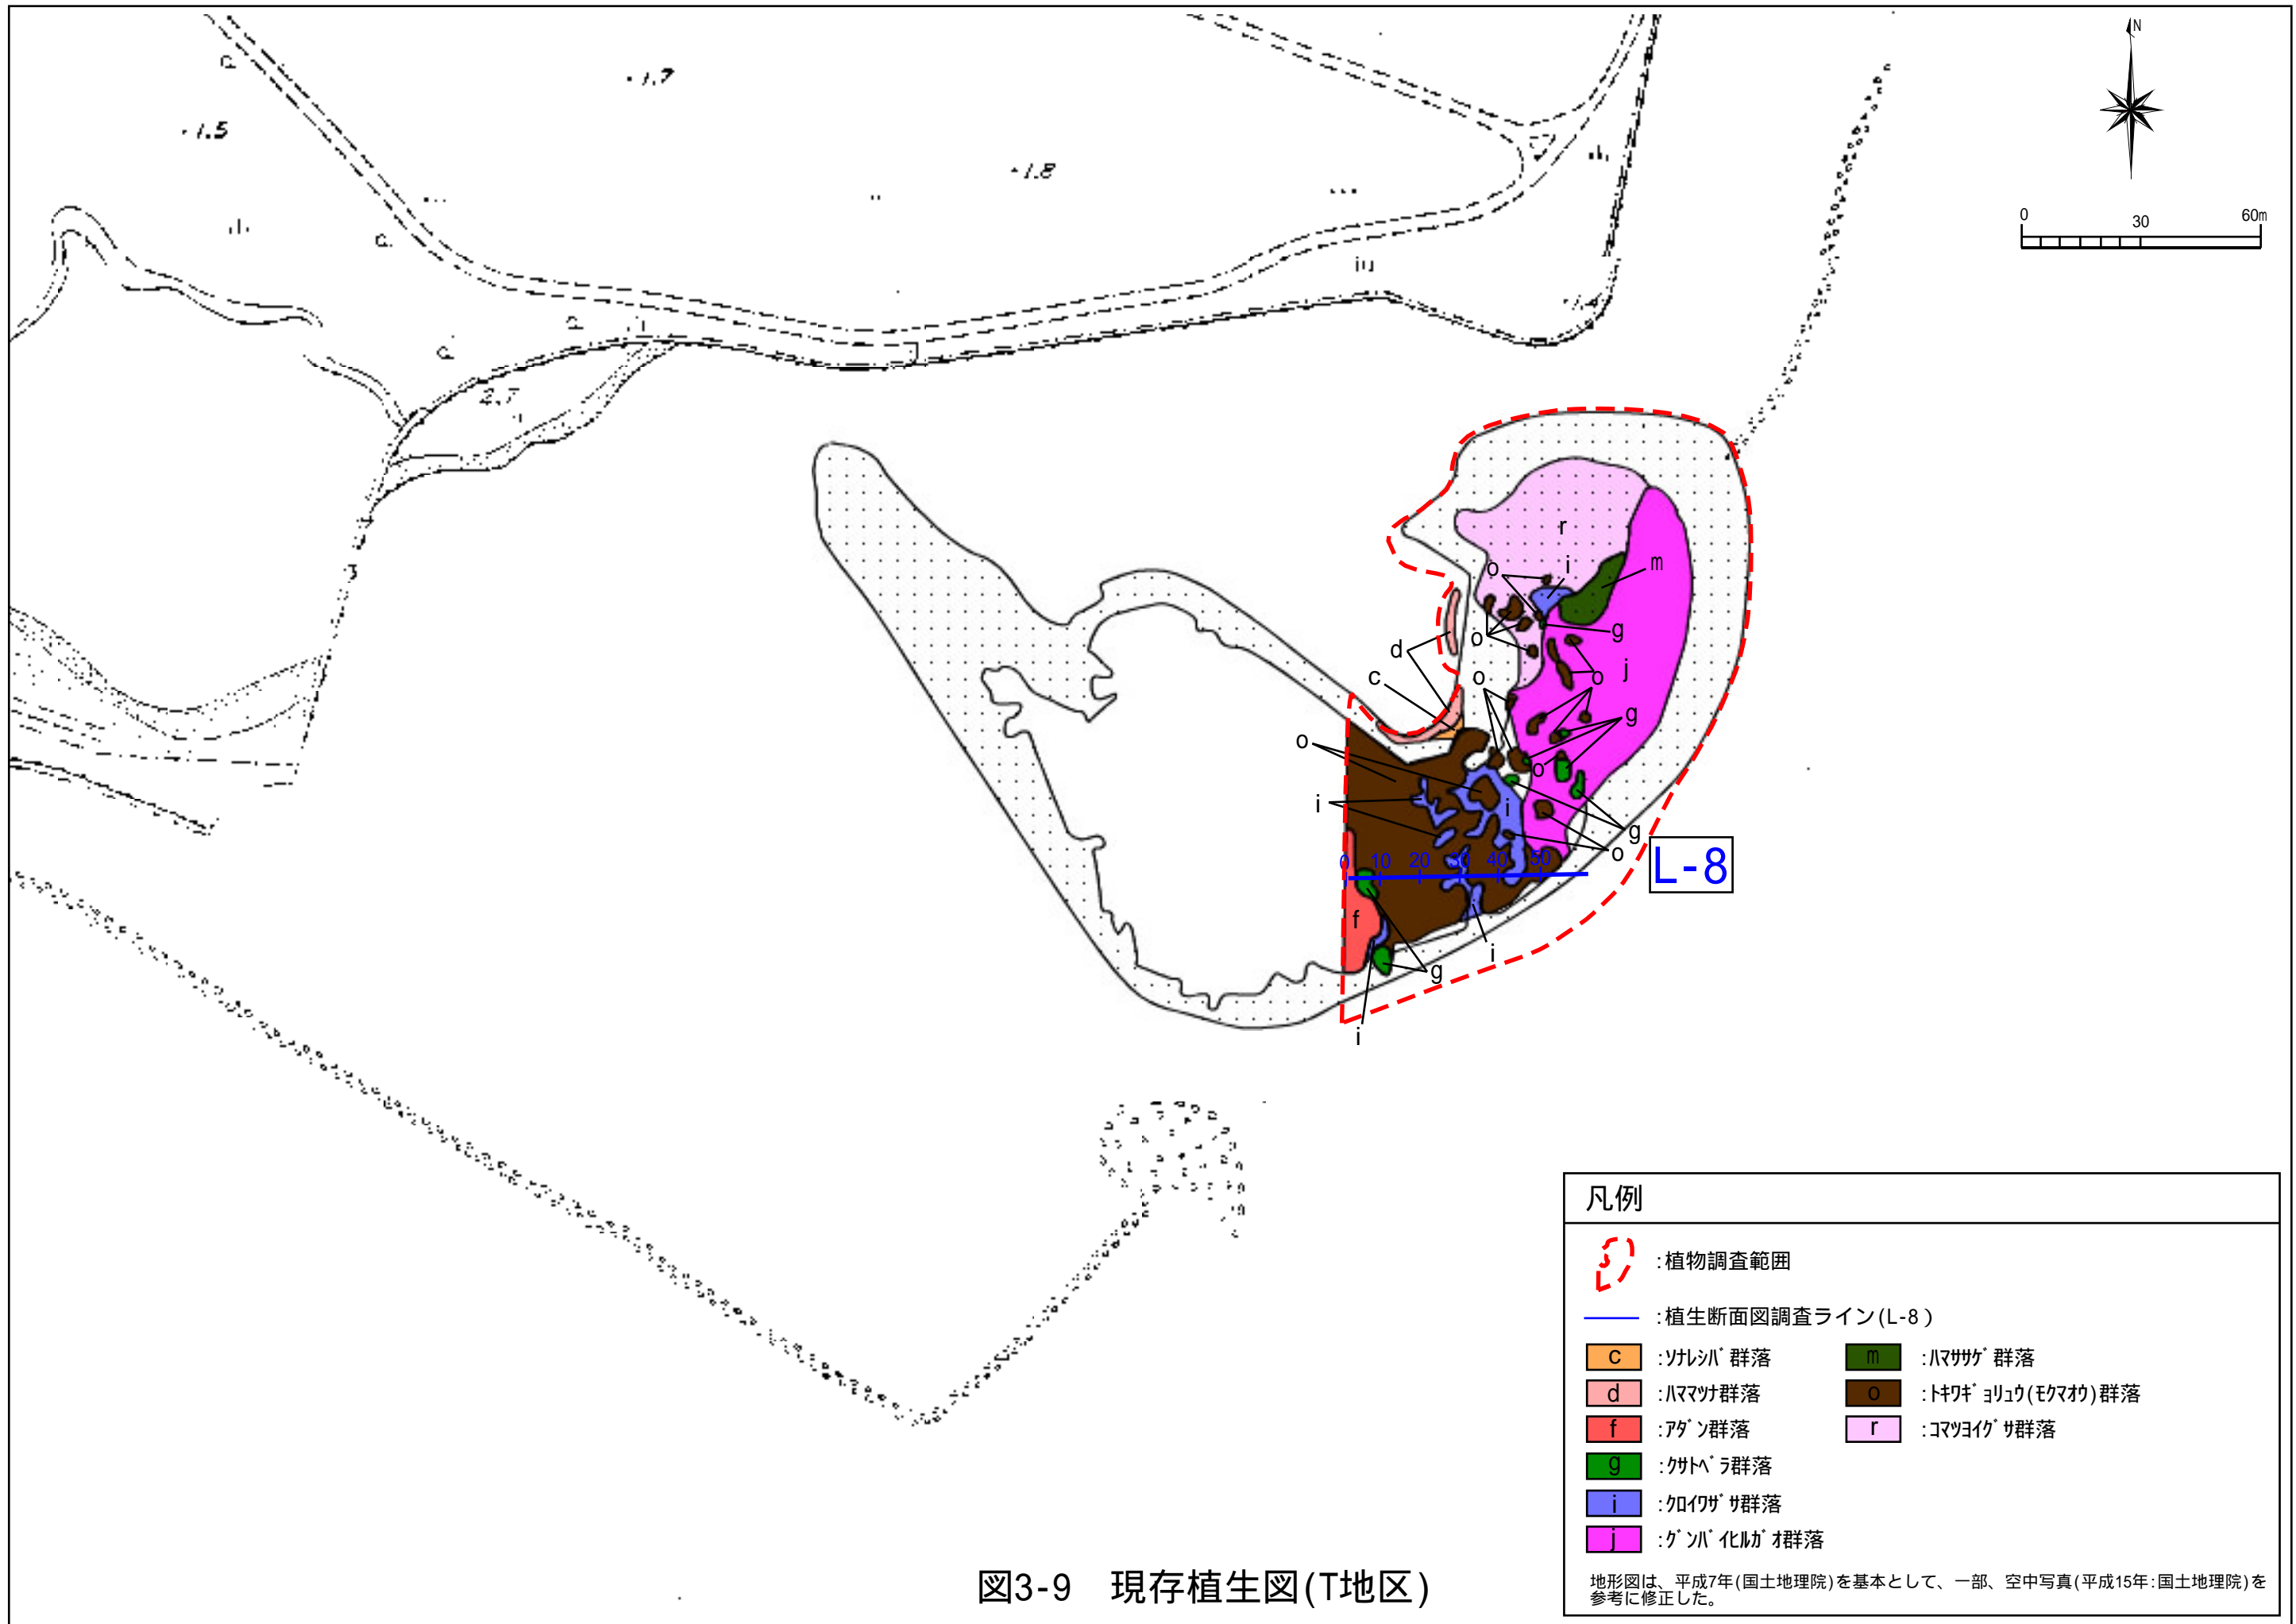 N
0 30 60m
1.7
1.5
1.8
2.7
r
i
m
o
g
o
d
j
c
o
o
g
o
o
i
i
g
o
0 10 20 30 40 50
L-8
f
i
g
i
凡例
:植物調査範囲
:植生断面図調査ライン(L-8)
c :ソナレシバ群落
m :ハマササゲ群落
d :ハママツナ群落
o :トキワギョリュウ(モクマオウ)群落
f :アダン群落
r :コマツヨイグサ群落
g :クサトベラ群落
i :クロイワザサ群落
j :グンバイヒルガオ群落
地形図は、平成7年(国土地理院)を基本として、一部、空中写真(平成15年:国土地理院)を
参考に修正した。
図3-9 現存植生図(T地区)